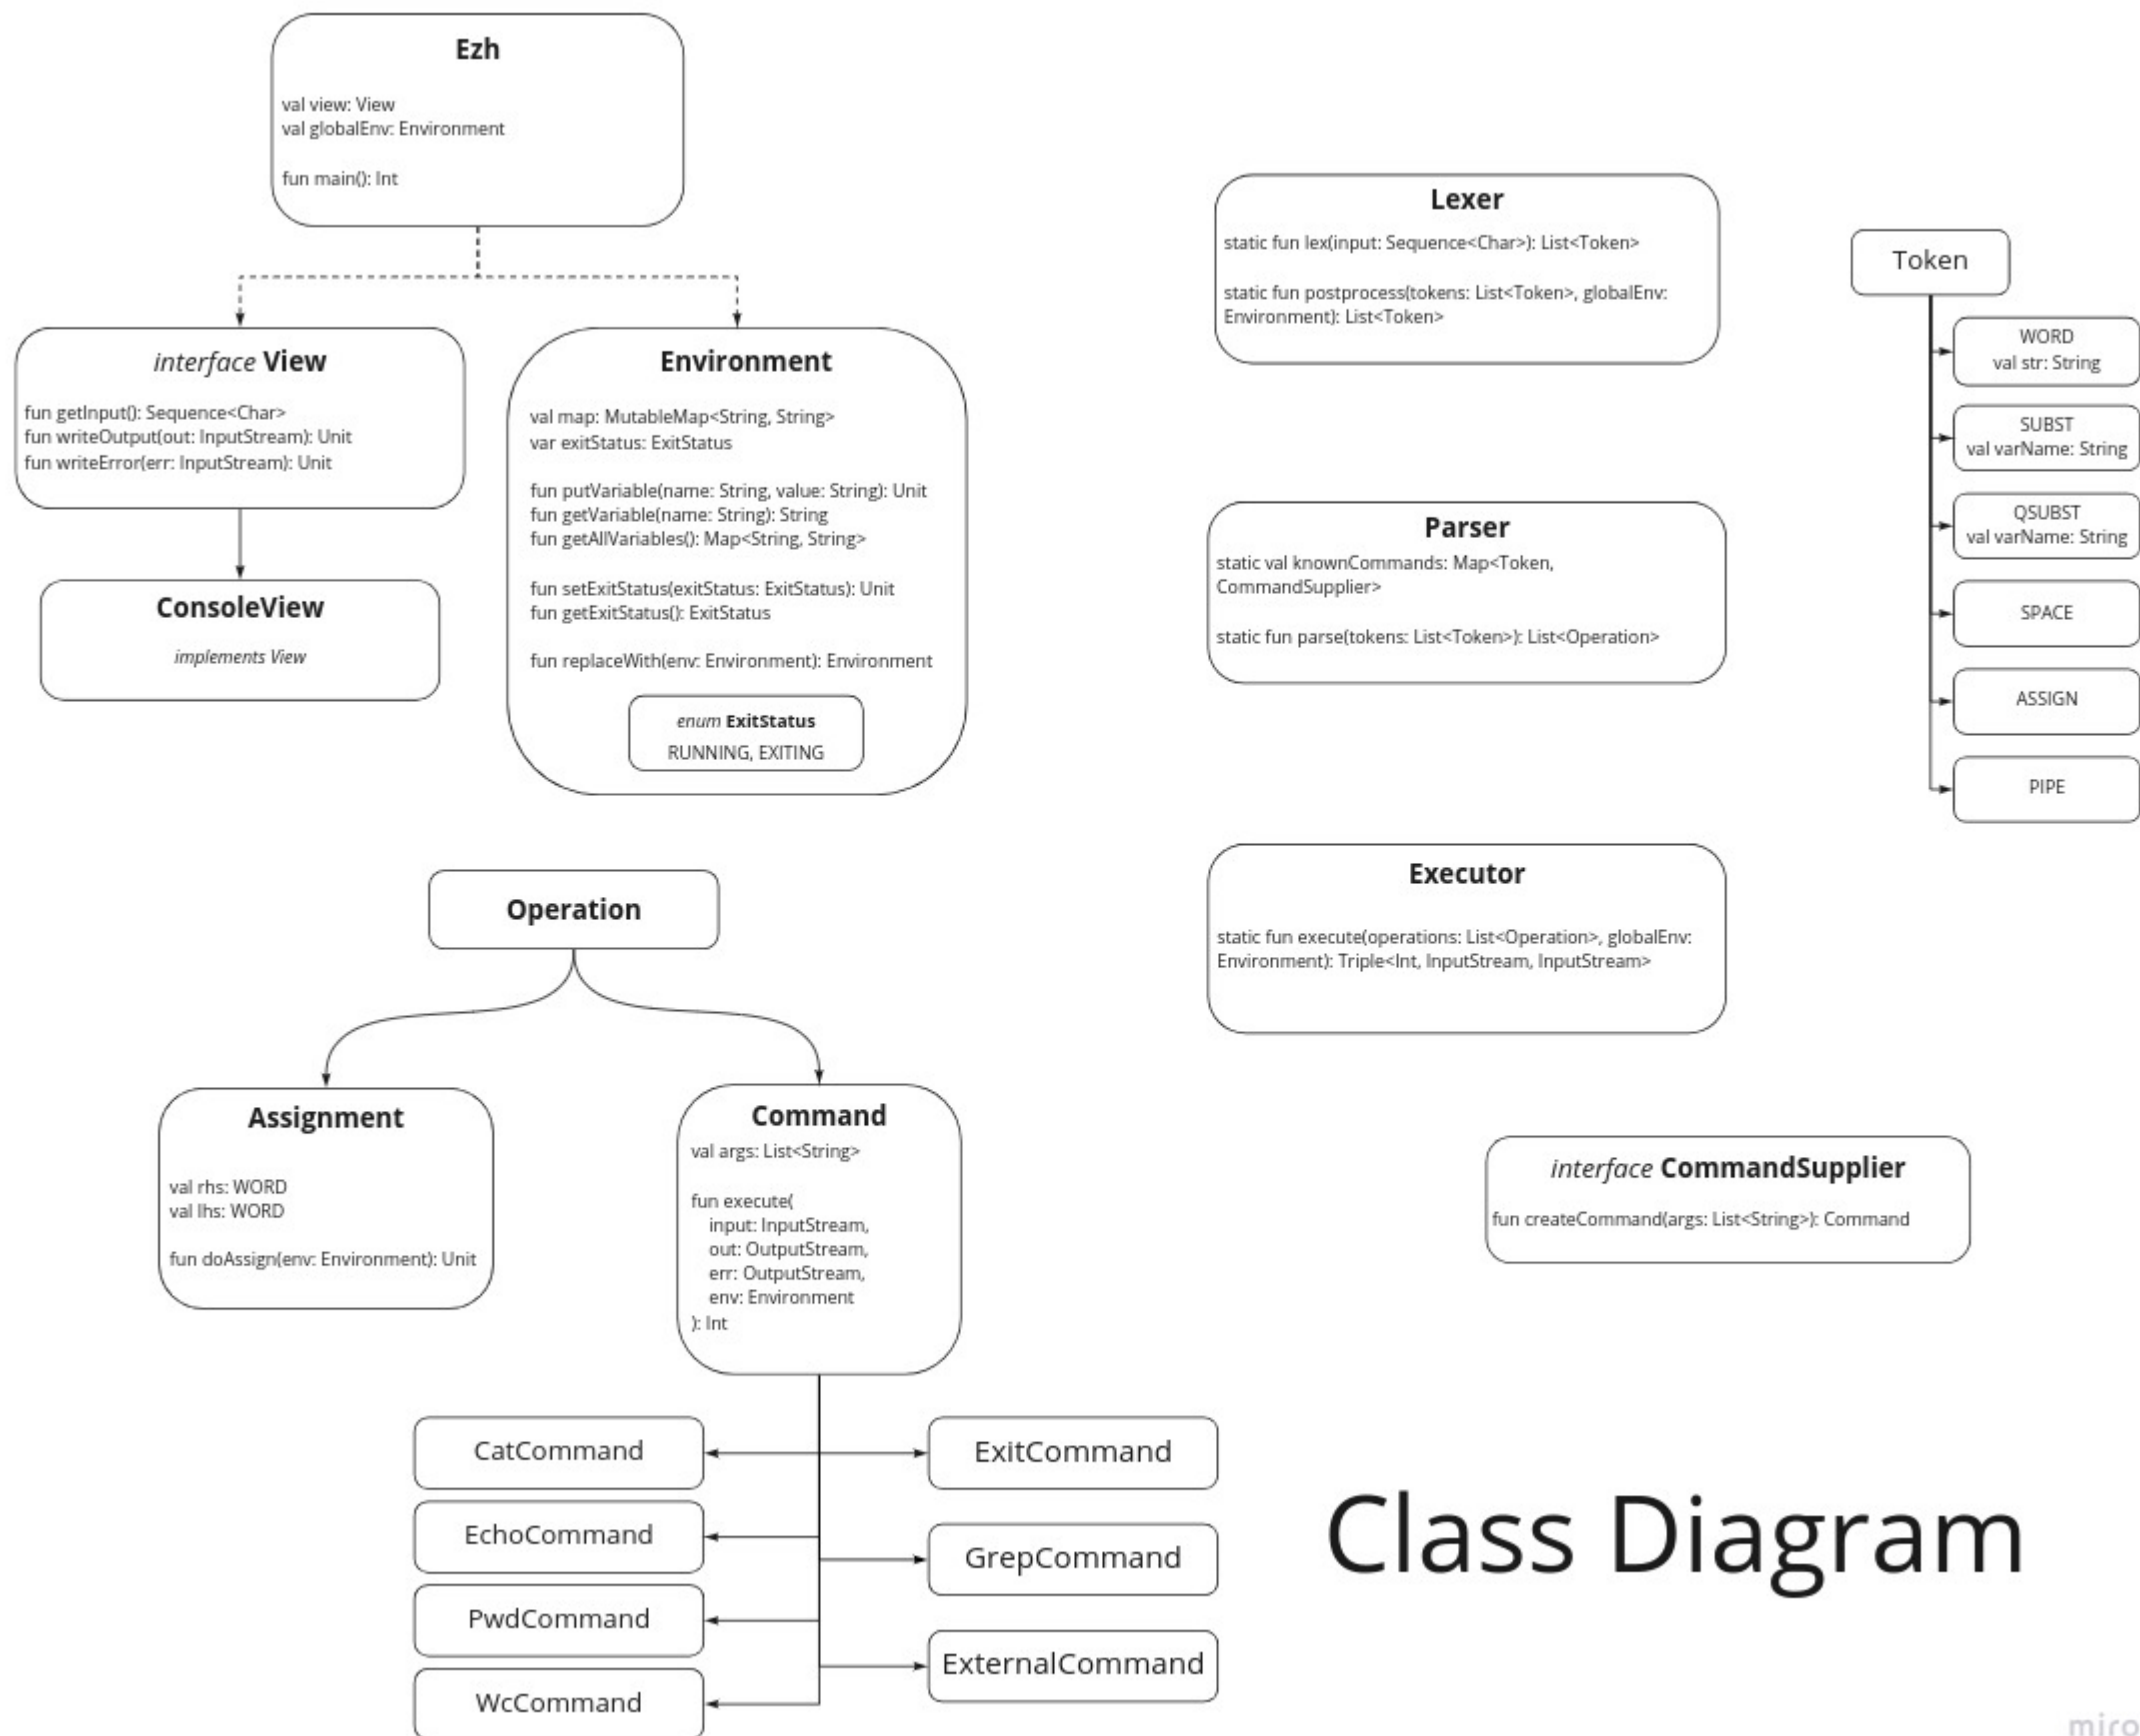 Ezh
val view: View
val globalEnv: Environment
fun main(): Int
interface View
fun getInput(): Sequence<Char>
fun writeOutput(out: InputStream): Unit
fun writeError(err: InputStream): Unit
ConsoleView
implements View
Environment
val map: MutableMap<String, String>
var exitStatus: ExitStatus
fun putVariable(name: String, value: String): Unit
fun getVariable(name: String): String
fun getAllVariables(): Map<String, String>
fun setExitStatus(exitStatus: ExitStatus): Unit
fun getExitStatus(): ExitStatus
fun replaceWith(env: Environment): Environment
enum ExitStatus
RUNNING, EXITING
Lexer
static fun lex(input: Sequence<Char>): List<Token>
static fun postprocess(tokens: List<Token>, globalEnv:
Environment): List<Token>
Token
WORD
val str: String
SUBST
val varName: String
QSUBST
val varName: String
SPACE
ASSIGN
PIPE
Parser
static val knownCommands: Map<Token,
CommandSupplier>
static fun parse(tokens: List<Token>): List<Operation>
Executor
static fun execute(operations: List<Operation>, globalEnv:
Environment): Triple<Int, InputStream, InputStream>
Operation
Assignment
val rhs: WORD
val lhs: WORD
fun doAssign(env: Environment): Unit
Command
val args: List<String>
fun execute(
input: InputStream,
out: OutputStream,
err: OutputStream,
env: Environment
): Int
interface CommandSupplier
fun createCommand(args: List<String>): Command
CatCommand
EchoCommand
PwdCommand
WcCommand
ExitCommand
GrepCommand
ExternalCommand
Class Diagram
miro